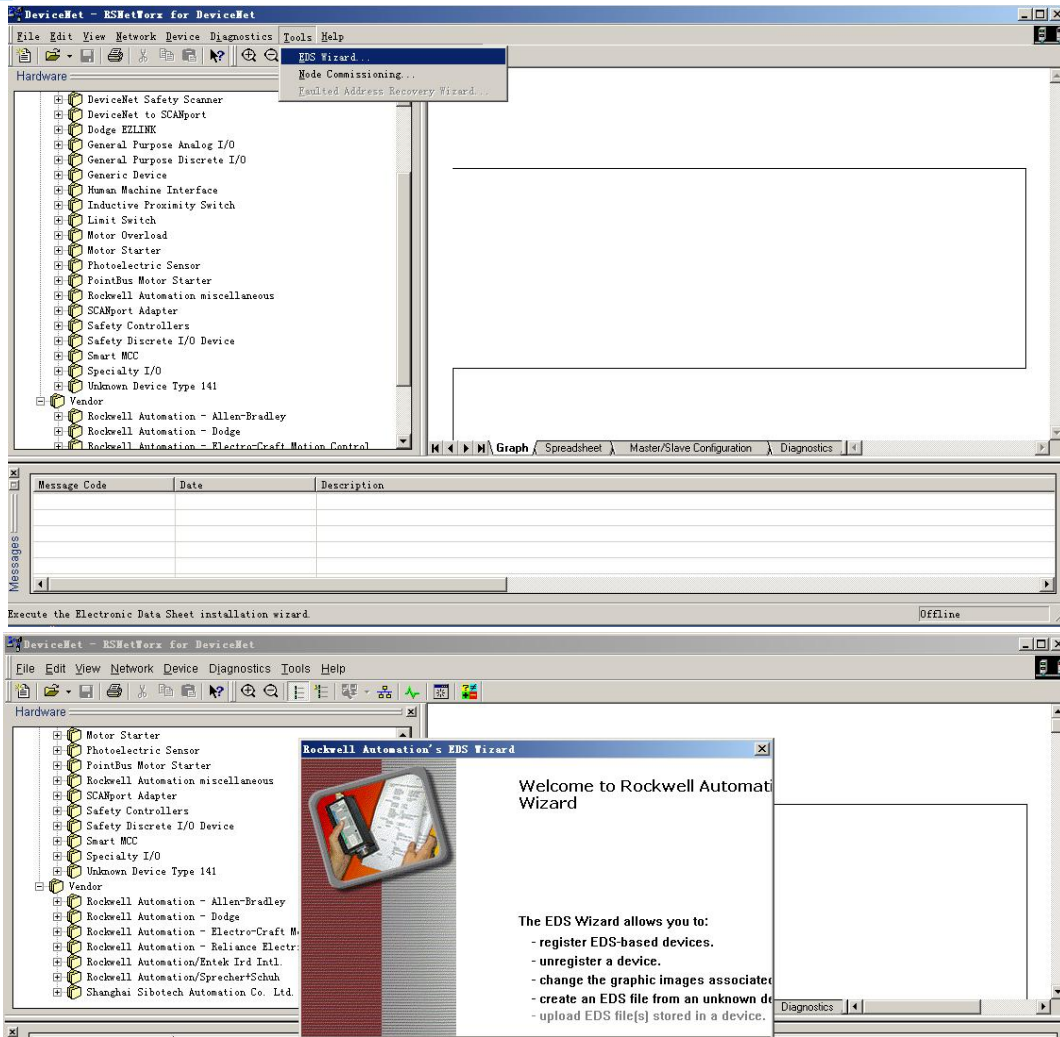 DeviceNet - RSNetWorx for DeviceNet
File Edit View Network Device Diagnostics Tools Help
EDS Wizard...
Node Commissioning...
Faulted Address Recovery Wizard...
Hardware
DeviceNet Safety Scanner
DeviceNet to SCANport
Dodge EZLINK
General Purpose Analog I/O
General Purpose Discrete I/O
Generic Device
Human Machine Interface
Inductive Proximity Switch
Limit Switch
Motor Overload
Motor Starter
Photoelectric Sensor
PointBus Motor Starter
Rockwell Automation miscellaneous
SCANport Adapter
Safety Controllers
Safety Discrete I/O Device
Smart MCC
Specialty I/O
Unknown Device Type 141
Vendor
Rockwell Automation - Allen-Bradley
Rockwell Automation - Dodge
Rockwell Automation - Electro-Craft Motion Control
Graph Spreadsheet Master/Slave Configuration Diagnostics
Message Code Date Description
Messages
Execute the Electronic Data Sheet installation wizard. Offline
DeviceNet - RSNetWorx for DeviceNet
File Edit View Network Device Diagnostics Tools Help
Hardware
Motor Starter
Photoelectric Sensor
PointBus Motor Starter
Rockwell Automation miscellaneous
SCANport Adapter
Safety Controllers
Safety Discrete I/O Device
Smart MCC
Specialty I/O
Unknown Device Type 141
Vendor
Rockwell Automation - Allen-Bradley
Rockwell Automation - Dodge
Rockwell Automation - Electro-Craft M
Rockwell Automation - Reliance Electr
Rockwell Automation/Entek Ird Intl.
Rockwell Automation/Sprecher+Schuh
Shanghai Sibotech Automation Co. Ltd.
Rockwell Automation's EDS Wizard
Welcome to Rockwell Automati
Wizard
The EDS Wizard allows you to:
- register EDS-based devices.
- unregister a device.
- change the graphic images associated
- create an EDS file from an unknown de
- upload EDS file(s) stored in a device.
Diagnostics